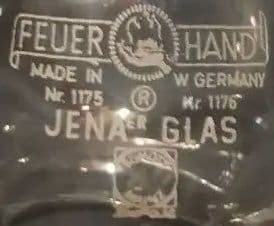 FEUER HAND
MADE IN W GERMANY
Nr. 1175 ® Nr. 1176
JENAER GLAS